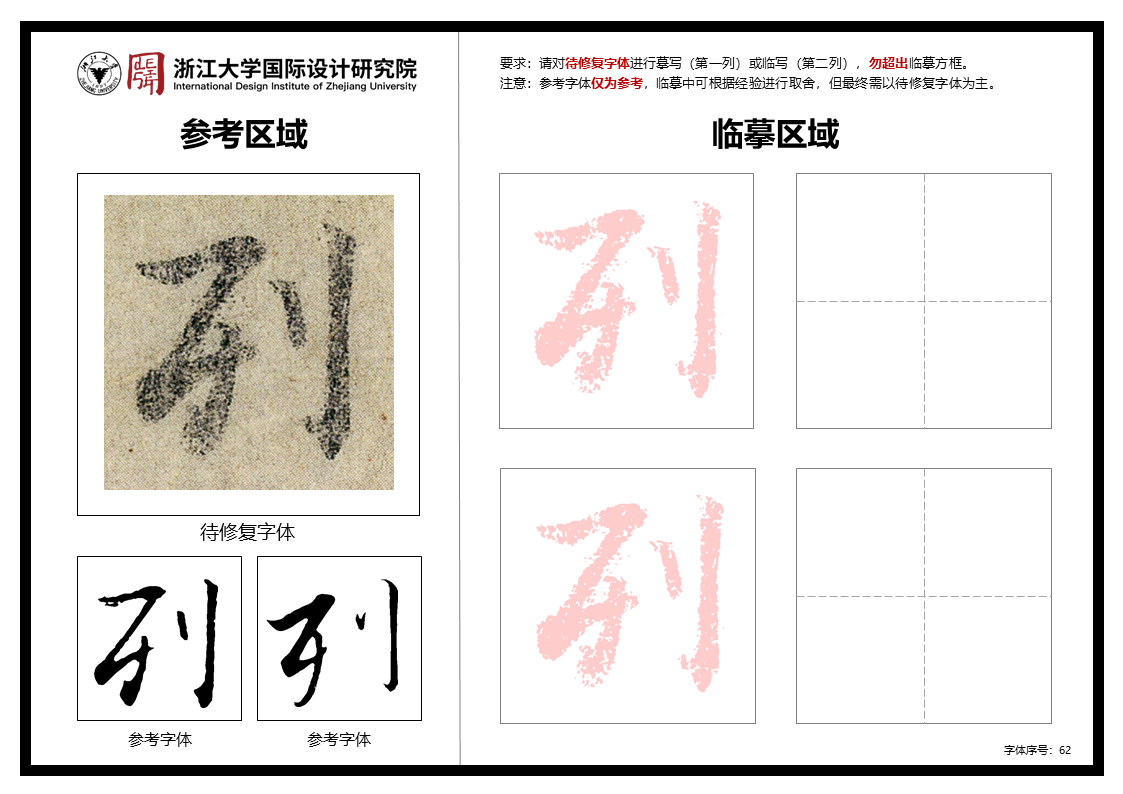 浙江大学国际设计研究院
International Design Institute of Zhejiang University
参考区域
列
待修复字体
列
列
参考字体
参考字体
要求：请对待修复字体进行摹写（第一列）或临写（第二列），勿超出临摹方框。
注意：参考字体仅为参考，临摹中可根据经验进行取舍，但最终需以待修复字体为主。
临摹区域
列
列
字体序号：62